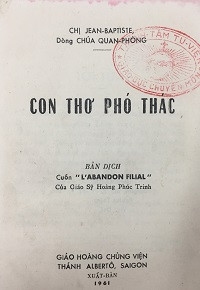 CHỊ JEAN-BAPTISTE,
Dòng CHÚA QUAN-PHÒNG
CON THƠ PHÓ THÁC
BẢN DỊCH
Cuốn "L'ABANDON FILIAL"
Của Giáo Sỹ Hoàng Phúc Trinh
GIÁO HOÀNG CHỦNG VIỆN
THÁNH ALBERTÔ, SAIGON
XUẤT-BẢN
1961